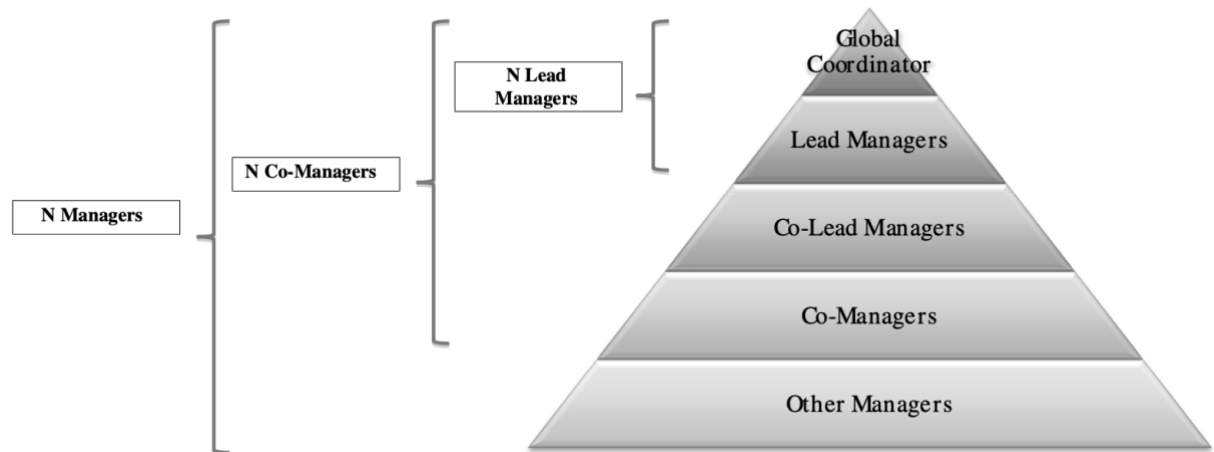 Global
Coordinator
N Lead
Managers
Lead Managers
N Co-Managers
N Managers
Co-Lead Managers
Co-Managers
Other Managers